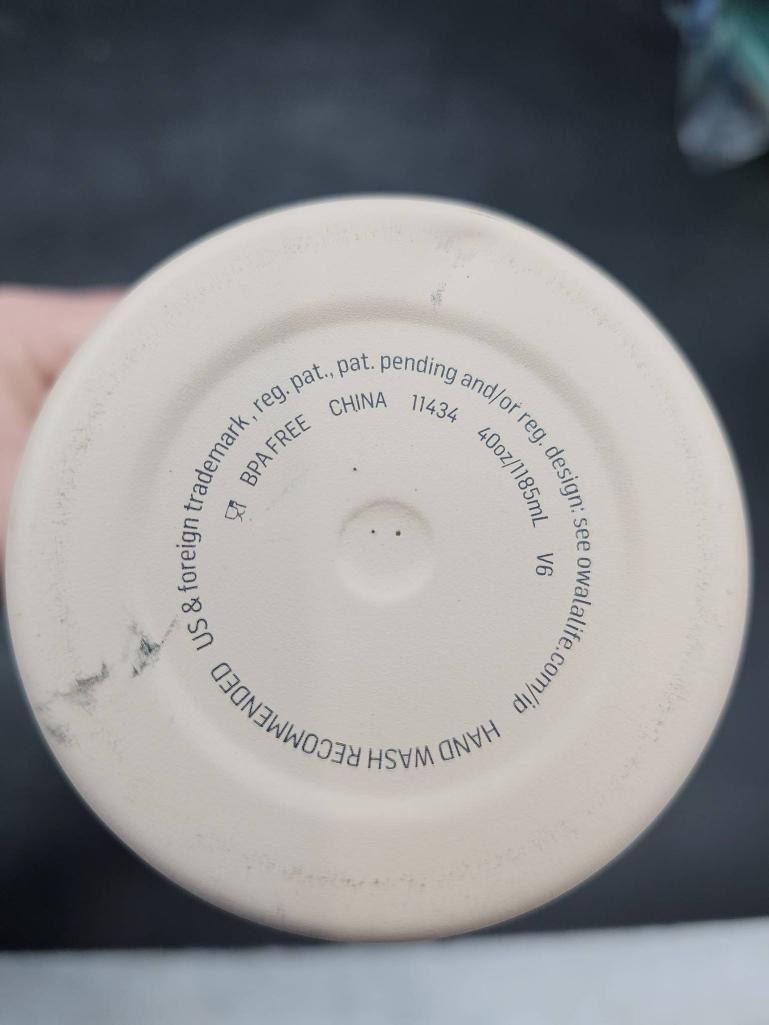 US & foreign trademark, reg. pat., pat. pending and/or reg. design: see owalalife.com/ip
HAND WASH RECOMMENDED
BPA FREE CHINA 11434 40oz/1185mL V6